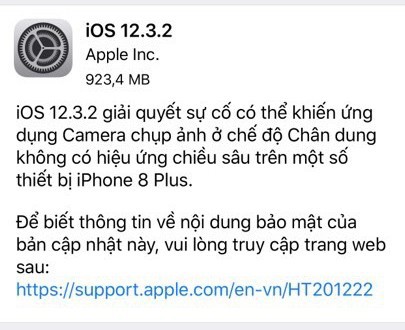 iOS 12.3.2
Apple Inc.
923,4 MB
iOS 12.3.2 giải quyết sự cố có thể khiến ứng
dụng Camera chụp ảnh ở chế độ Chân dung
không có hiệu ứng chiều sâu trên một số
thiết bị iPhone 8 Plus.
Để biết thông tin về nội dung bảo mật của
bản cập nhật này, vui lòng truy cập trang web
sau:
https://support.apple.com/en-vn/HT201222